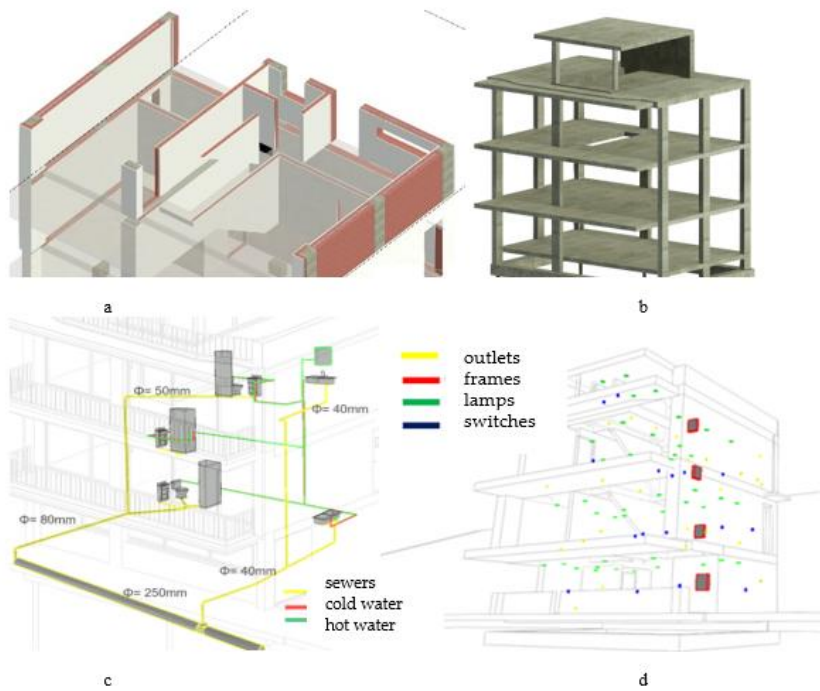 a
b
Φ= 50mm
Φ= 40mm
Φ= 80mm
Φ= 40mm
Φ= 250mm
sewers
cold water
hot water
outlets
frames
lamps
switches
c
d